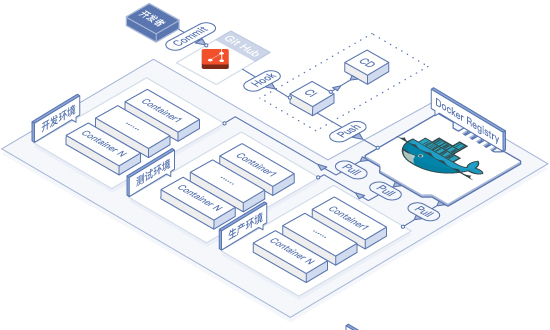 开发者
Commit
Git Hub
Hook
CI
CD
Push
Docker Registry
开发环境
Container1
......
Container N
测试环境
Container1
......
Container N
生产环境
Container1
......
Container N
Pull
Pull
Pull